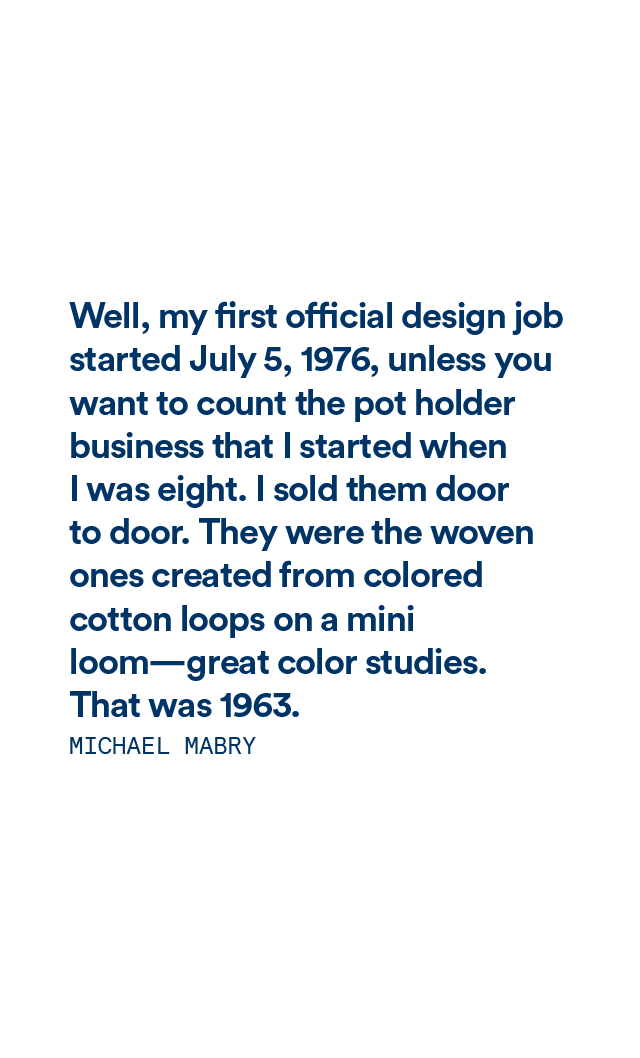 Well, my first official design job
started July 5, 1976, unless you
want to count the pot holder
business that I started when
I was eight. I sold them door
to door. They were the woven
ones created from colored
cotton loops on a mini
loom—great color studies.
That was 1963.
MICHAEL MABRY